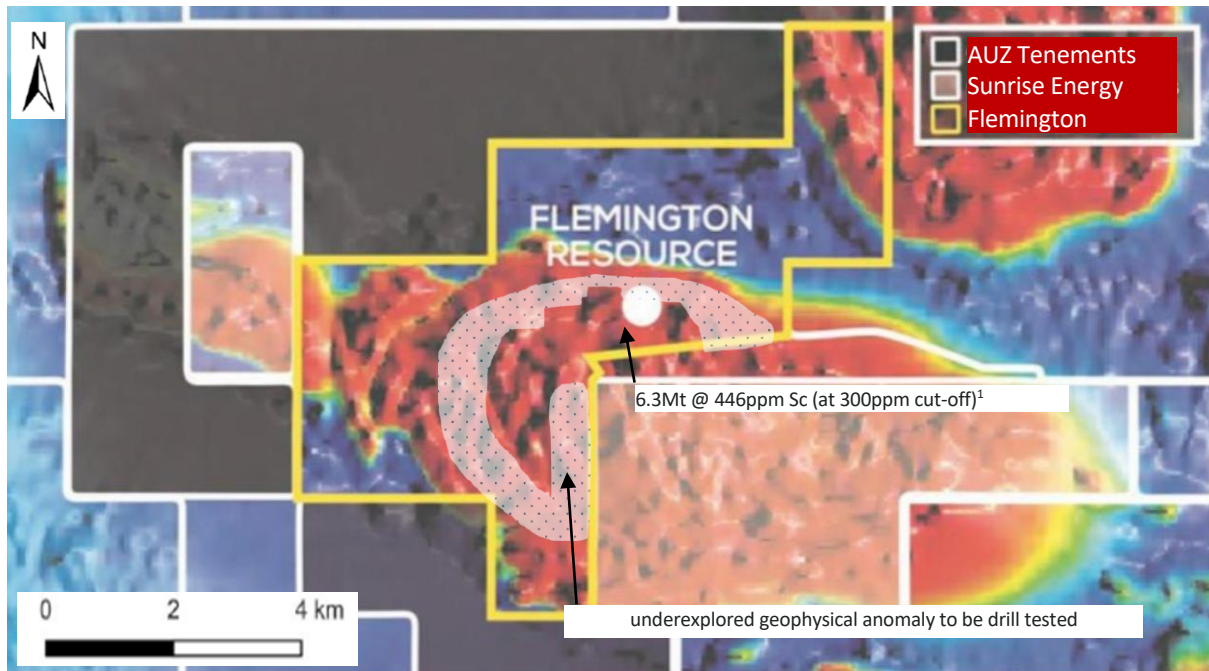 N
AUZ Tenements
Sunrise Energy
Flemington
FLEMINGTON
RESOURCE
6.3Mt @ 446ppm Sc (at 300ppm cut-off)¹
underexplored geophysical anomaly to be drill tested
0 2 4 km